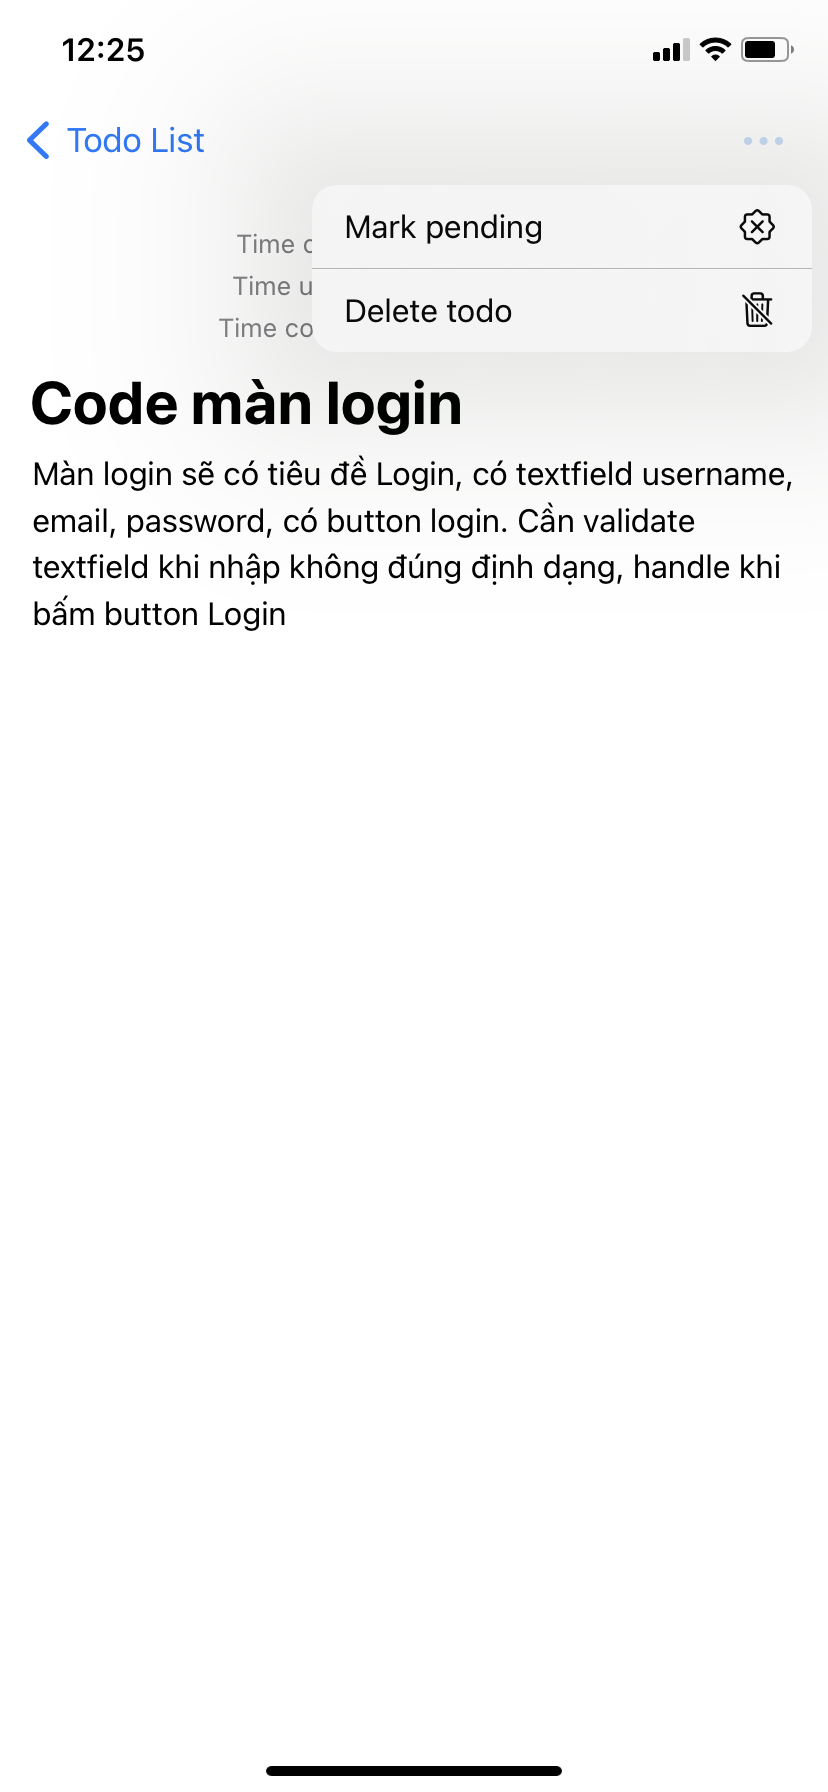 12:25
Todo List
Mark pending
Time
Time
Delete todo
Time
Code màn login
Màn login sẽ có tiêu đề Login, có textfield username,
email, password, có button login. Cần validate
textfield khi nhập không đúng định dạng, handle khi
bấm button Login